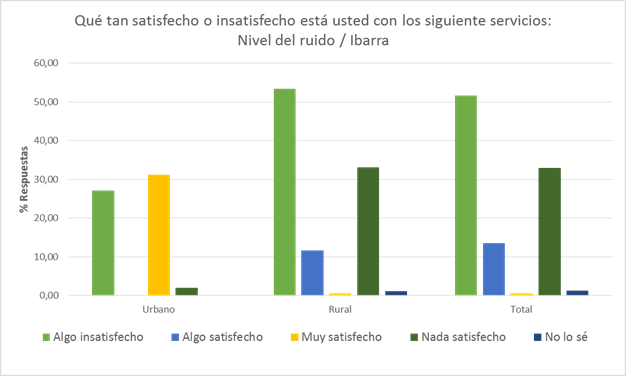 Qué tan satisfecho o insatisfecho está usted con los siguiente servicios:
Nivel del ruido / Ibarra
60,00
50,00
40,00
30,00
20,00
10,00
0,00
% Respuestas
Urbano Rural Total
Algo insatisfecho Algo satisfecho Muy satisfecho Nada satisfecho No lo sé